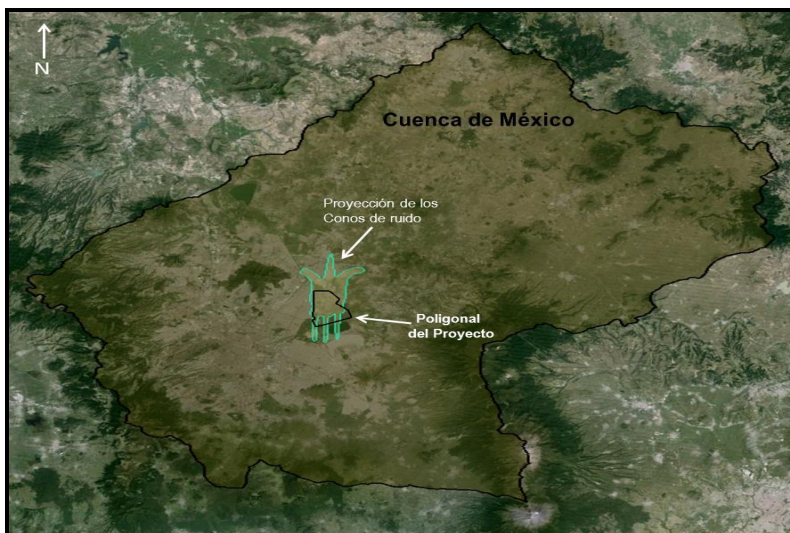 N
Cuenca de México
Proyección de los
Conos de ruido
Poligonal
del Proyecto